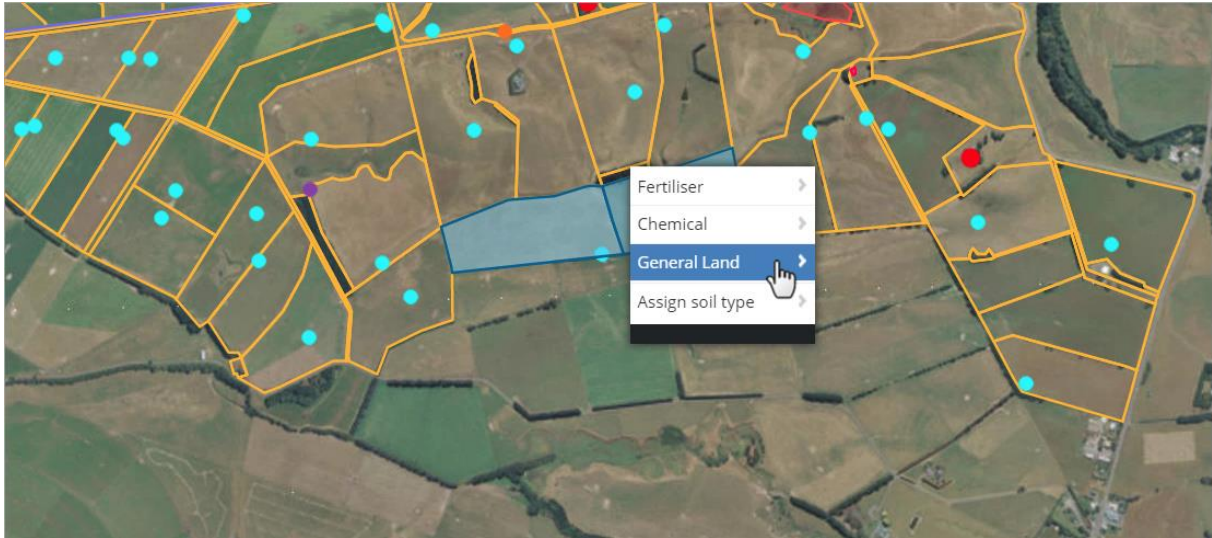 Fertiliser
Chemical
General Land
Assign soil type